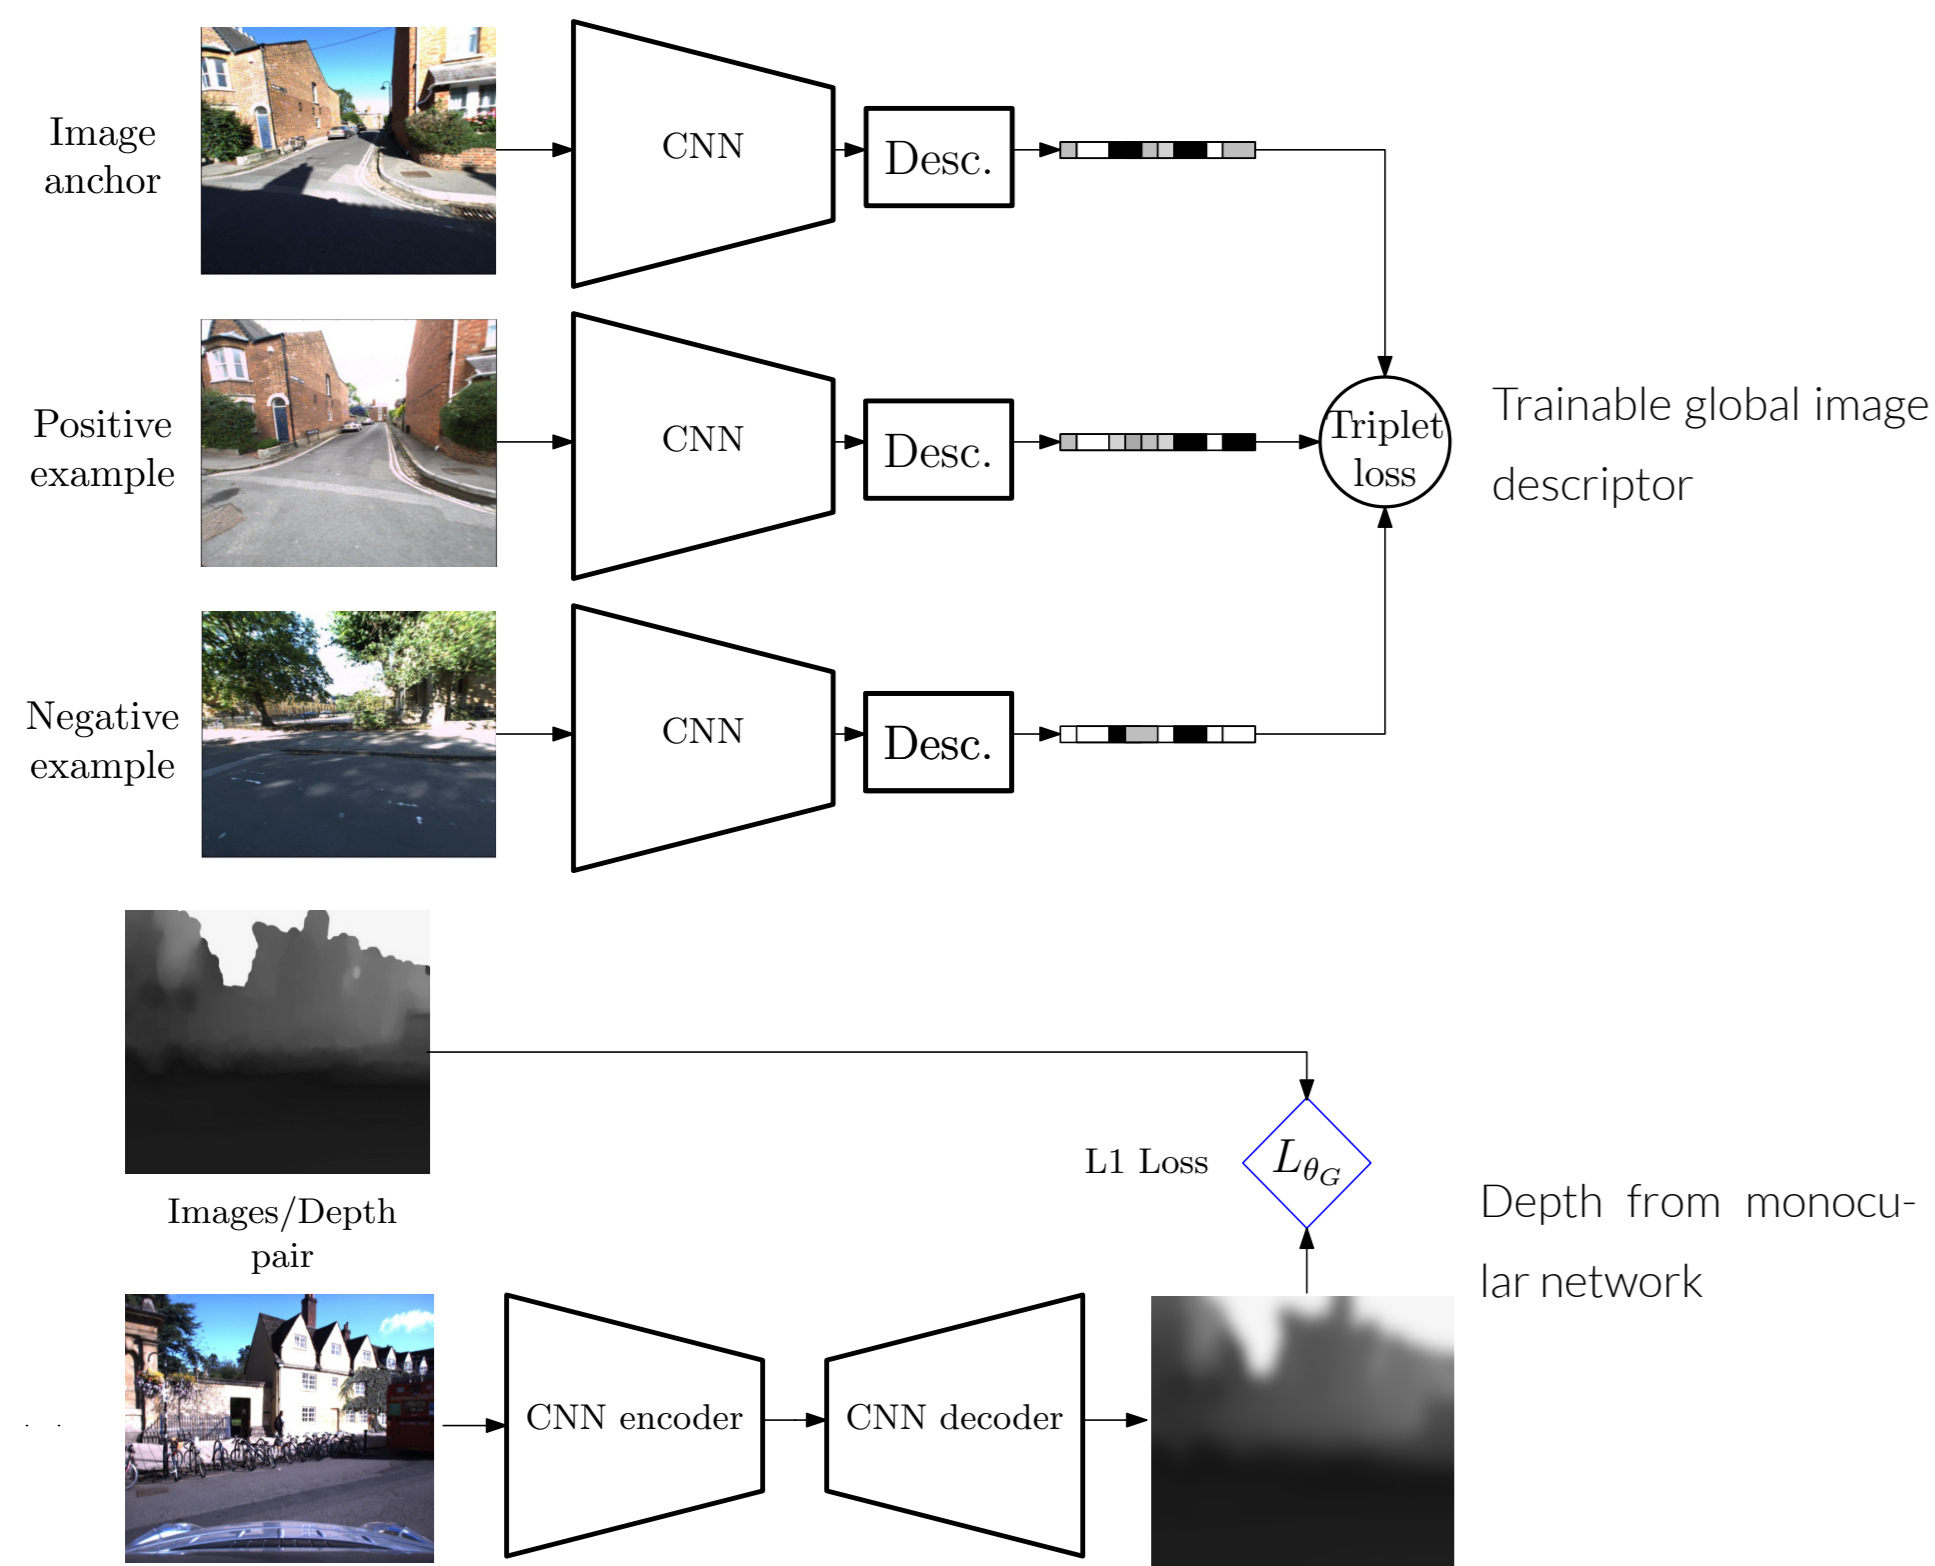 Image
anchor
CNN
Desc.
Positive
example
CNN
Desc.
Triplet
loss
Trainable global image
descriptor
Negative
example
CNN
Desc.
L1 Loss
L_{θ_G}
Images/Depth
pair
Depth from monocu-
lar network
CNN encoder
CNN decoder